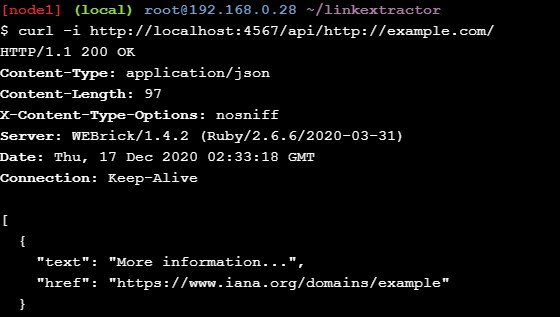 [node1] (local) root@192.168.0.28 ~/linkextractor
$ curl -i http://localhost:4567/api/http://example.com/
HTTP/1.1 200 OK
Content-Type: application/json
Content-Length: 97
X-Content-Type-Options: nosniff
Server: WEBrick/1.4.2 (Ruby/2.6.6/2020-03-31)
Date: Thu, 17 Dec 2020 02:33:18 GMT
Connection: Keep-Alive

[
  {
    "text": "More information...",
    "href": "https://www.iana.org/domains/example"
  }